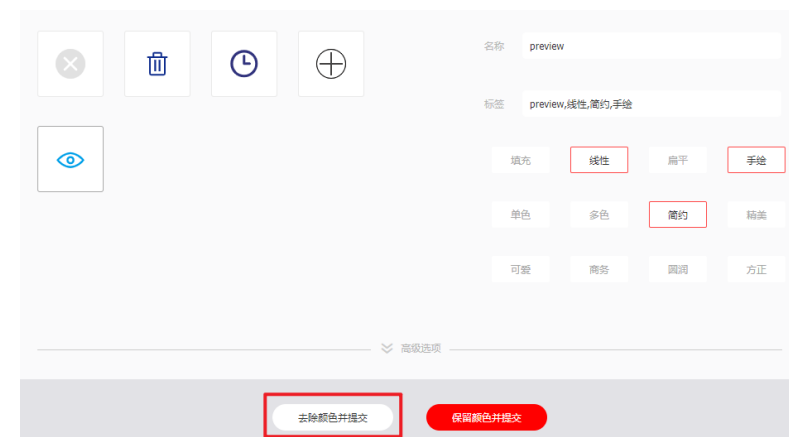 名称 preview
标签 preview,线性,简约,手绘
填充 线性 扁平 手绘
单色 多色 简约 精美
可爱 商务 圆润 方正
高级选项
去除颜色并提交 保留颜色并提交